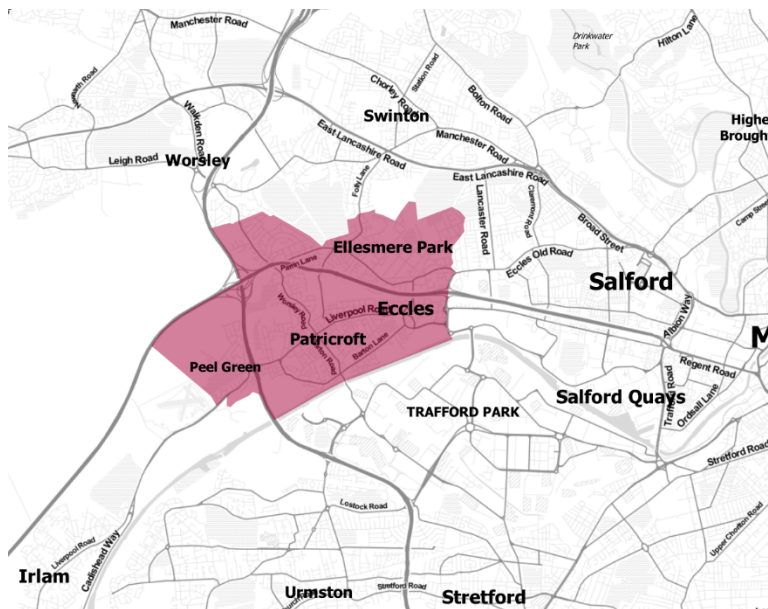 Manchester Road
Hilton Lane
Drinkwater
Park
Station Road
Chorley Road
Bolton Road
Walkden Road
Swinton
Highe
Brough
East Lancashire Road
Manchester Road
Leigh Road
Worsley
Folly Lane
East Lancashire Road
Lancaster Road
Claremont Road
Camp Street
Broad Street
Ellesmere Park
Parrin Lane
Eccles Old Road
Salford
Worsley Road
Liverpool Road
Eccles
Albion Way
Patricroft
Barton Lane
Barton Road
M
Peel Green
Regent Road
Trafford Road
Salford Quays
Ordsall Lane
TRAFFORD PARK
Stretford Road
Lostock Road
Upper Chorlton Road
Liverpool Road
Cadishead Way
Irlam
Stretford Road
Urmston
Stretford